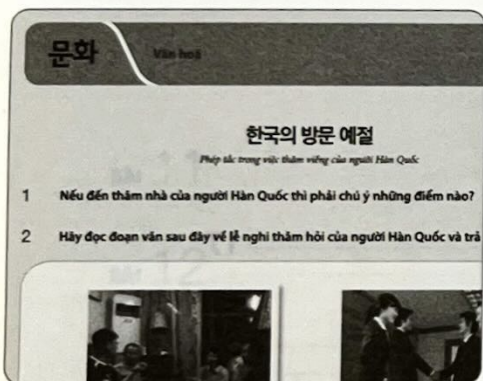 문화
Văn hoá
한국의 방문 예절
Phép tắc trong việc thăm viếng của người Hàn Quốc
1 Nếu đến thăm nhà của người Hàn Quốc thì phải chú ý những điểm nào?
2 Hãy đọc đoạn văn sau đây về lễ nghi thăm hỏi của người Hàn Quốc và trả